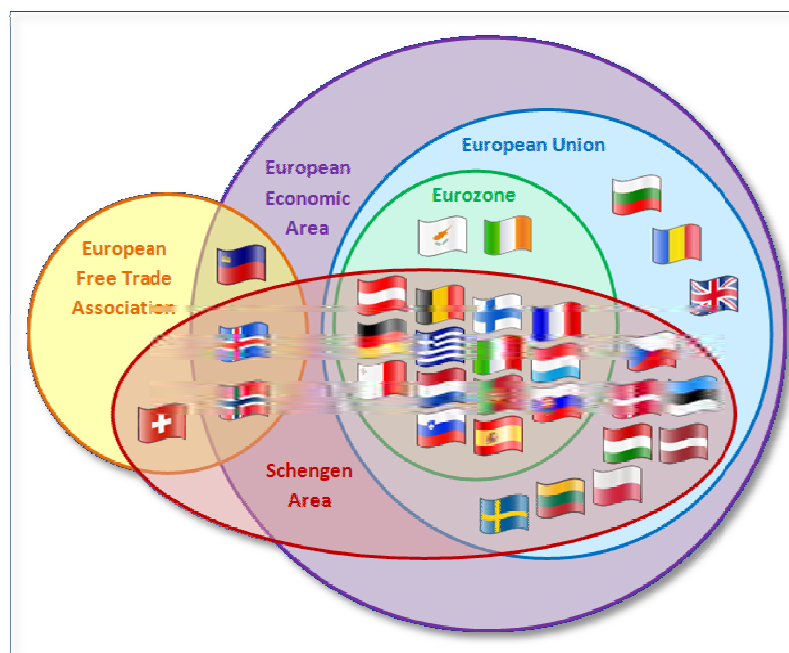 European Union
European
Economic
Area
Eurozone
European
Free Trade
Association
Schengen
Area